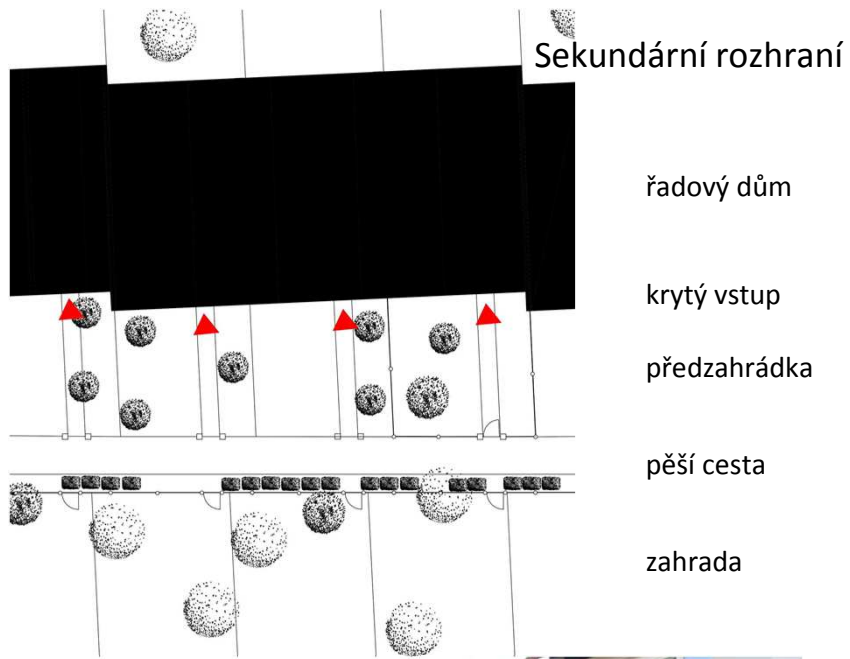 Sekundární rozhraní
řadový dům
krytý vstup
předzahrádka
pěší cesta
zahrada